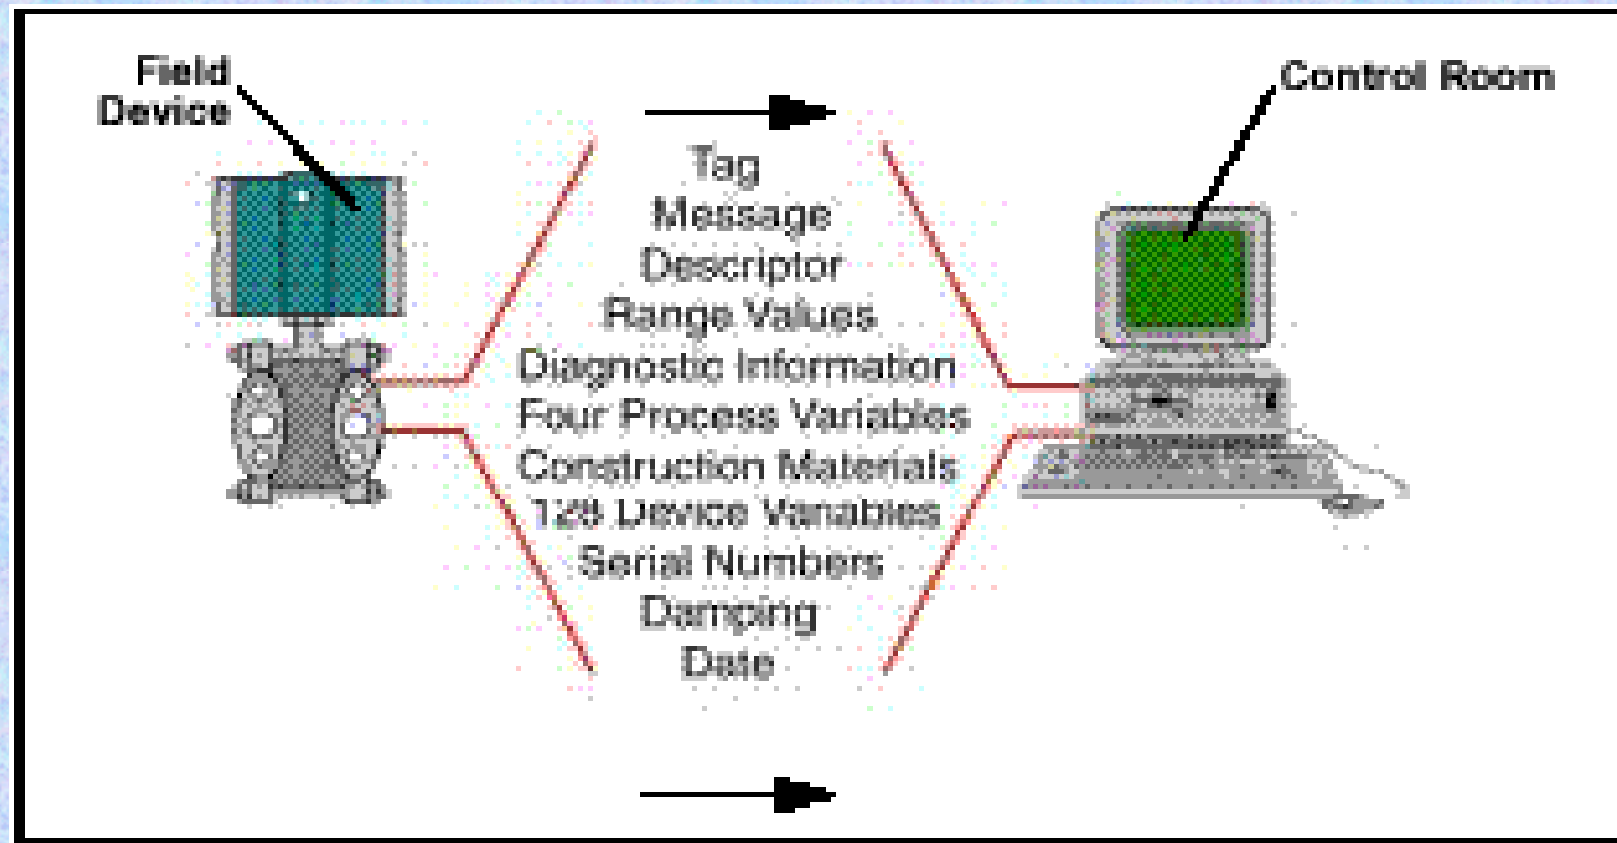 Field
Device
Control Room
Tag
Message
Descriptor
Range Values
Diagnostic Information
Four Process Variables
Construction Materials
128 Device Variables
Serial Numbers
Damping
Date